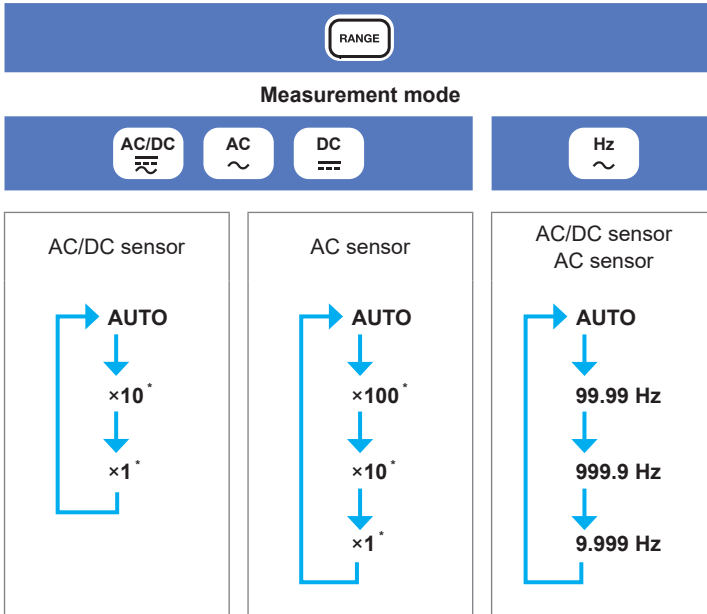 RANGE
Measurement mode
AC/DC
AC
DC
Hz
AC/DC sensor
AUTO
×10*
×1*
AC sensor
AUTO
×100*
×10*
×1*
AC/DC sensor
AC sensor
AUTO
99.99 Hz
999.9 Hz
9.999 Hz